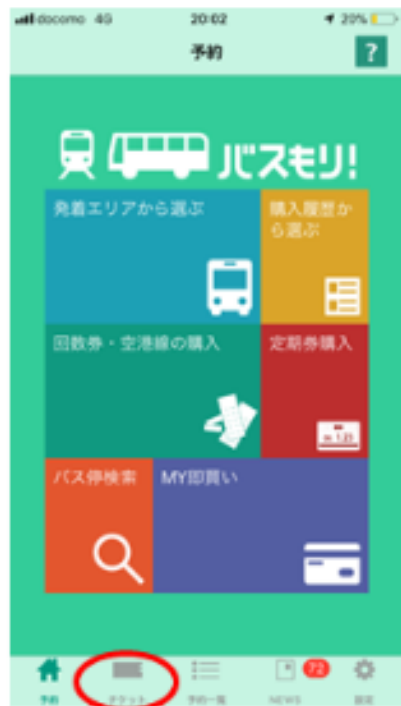 docomo 4G 20:02 20%
予約
?
バスもり!
発着エリアから選ぶ
購入履歴か
ら選ぶ
回数券・空港線の購入
定期券購入
バス停検索
MY即買い
72
予約 チケット 予約一覧 NEWS 設定